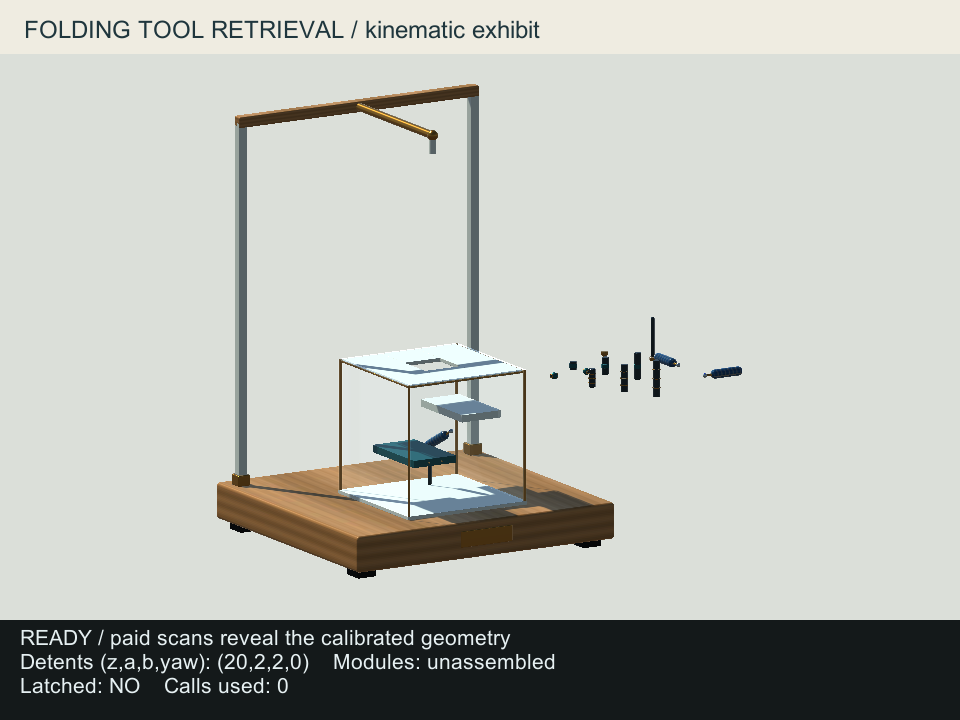 FOLDING TOOL RETRIEVAL / kinematic exhibit
READY / paid scans reveal the calibrated geometry
Detents (z,a,b,yaw): (20,2,2,0)    Modules: unassembled
Latched: NO    Calls used: 0